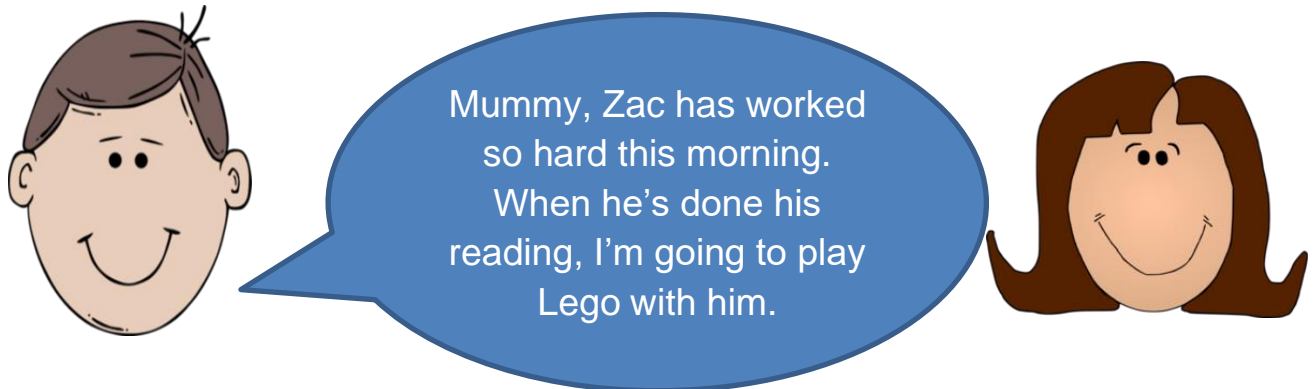 Mummy, Zac has worked
so hard this morning.
When he’s done his
reading, I’m going to play
Lego with him.